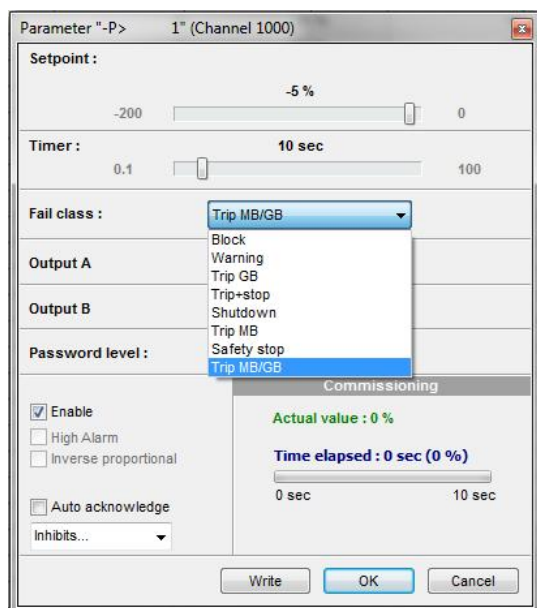 Parameter "-P> 1" (Channel 1000)
Setpoint :
-5 %
-200 0
Timer : 10 sec
0.1 100
Fail class : Trip MB/GB
Block
Warning
Output A
Trip GB
Trip+stop
Shutdown
Output B
Trip MB
Safety stop
Password level :
Trip MB/GB
Commissioning
Enable
High Alarm
Inverse proportional
Auto acknowledge
Inhibits...
Actual value : 0 %
Time elapsed : 0 sec (0 %)
0 sec 10 sec
Write OK Cancel